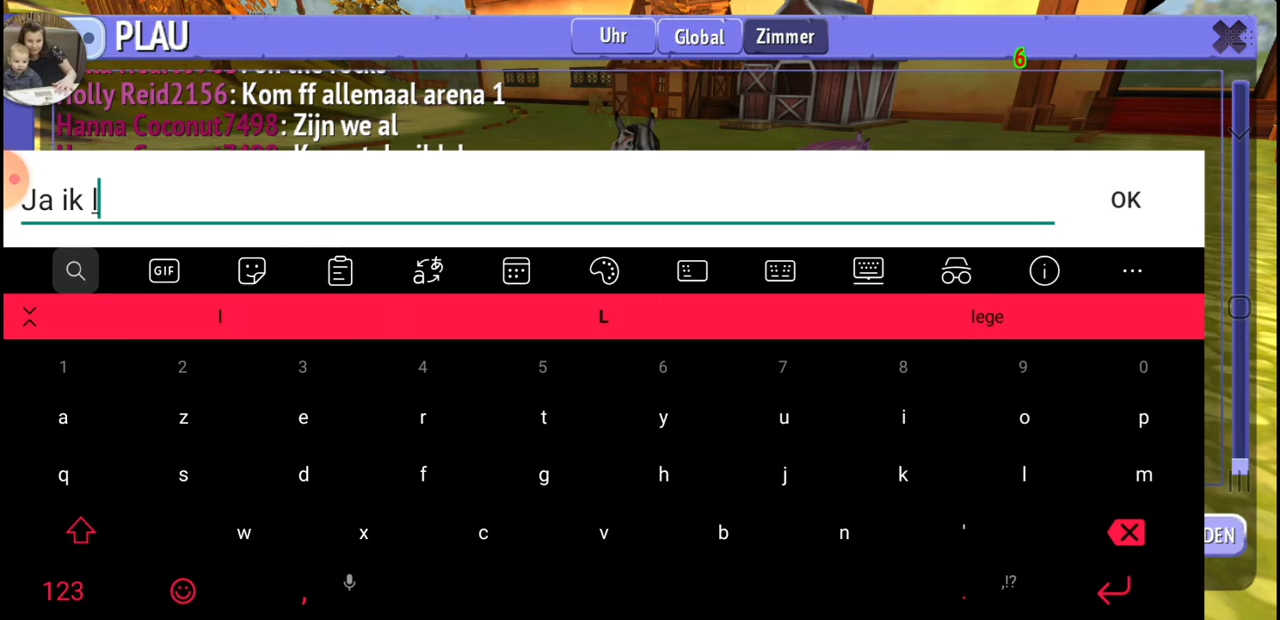 PLAU
Uhr Global Zimmer
6
Molly Reid2156: Kom ff allemaal arena 1
Hanna Coconut7498: Zijn we al
Ja ik l
OK
GIF
l L lege
1 2 3 4 5 6 7 8 9 0
a z e r t y u i o p
q s d f g h j k l m
w x c v b n '
DEN
123 , . ,!?